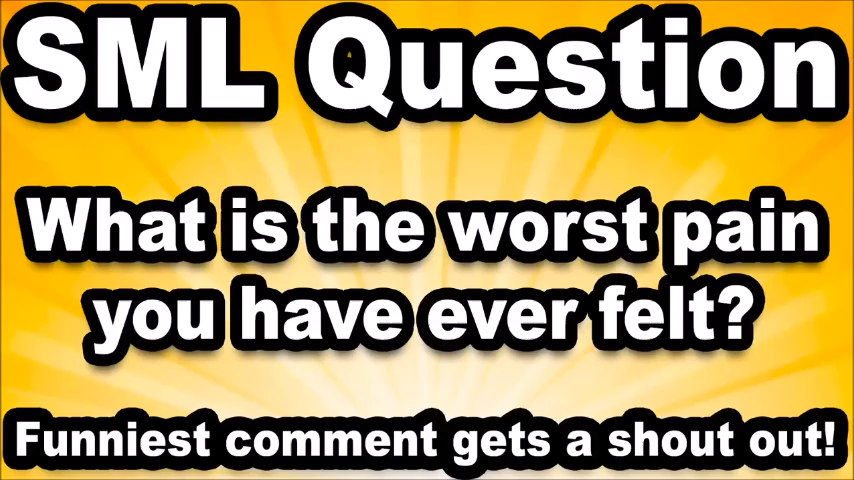 SML Question
What is the worst pain
you have ever felt?
Funniest comment gets a shout out!